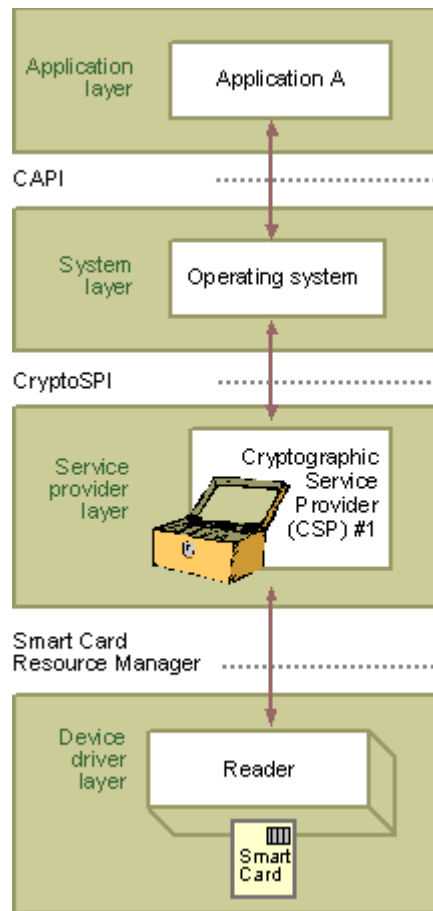 Application
layer
Application A
CAPI
System
layer
Operating system
CryptoSPI
Service
provider
layer
Cryptographic
Service
Provider
(CSP) #1
Smart Card
Resource Manager
Device
driver
layer
Reader
Smart
Card